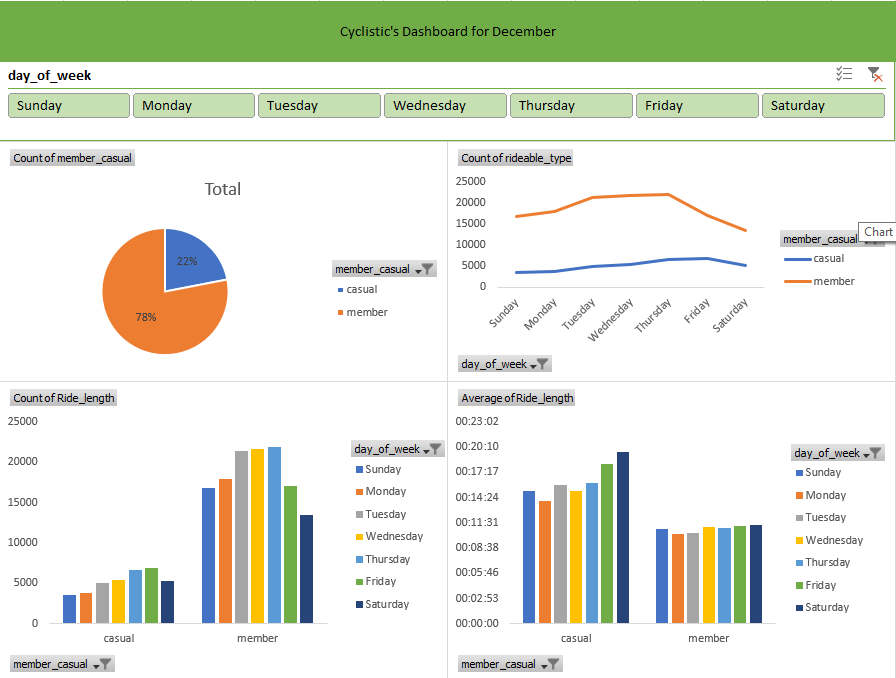 Cyclistic's Dashboard for December
day_of_week
Sunday
Monday
Tuesday
Wednesday
Thursday
Friday
Saturday
Count of member_casual
Total
22%
78%
member_casual
casual
member
Count of rideable_type
25000
20000
15000
10000
5000
0
Sunday
Monday
Tuesday
Wednesday
Thursday
Friday
Saturday
member_casual
Chart
casual
member
day_of_week
Count of Ride_length
25000
20000
15000
10000
5000
0
casual
member
day_of_week
Sunday
Monday
Tuesday
Wednesday
Thursday
Friday
Saturday
member_casual
Average of Ride_length
00:23:02
00:20:10
00:17:17
00:14:24
00:11:31
00:08:38
00:05:46
00:02:53
00:00:00
casual
member
day_of_week
Sunday
Monday
Tuesday
Wednesday
Thursday
Friday
Saturday
member_casual